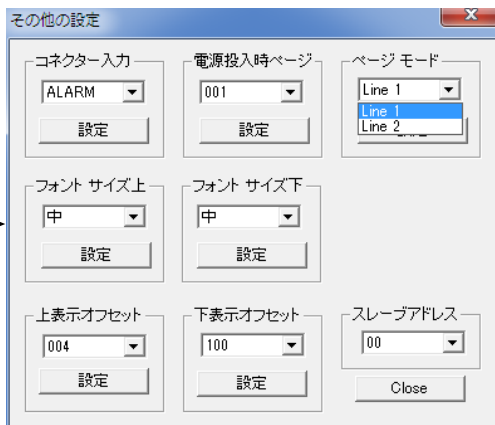 その他の設定
コネクター入力
電源投入時ページ
ページ モード
ALARM
001
Line 1
Line 1
Line 2
設定
設定
フォント サイズ上
フォント サイズ下
中
中
設定
設定
上表示オフセット
下表示オフセット
スレーブアドレス
004
100
00
設定
設定
Close